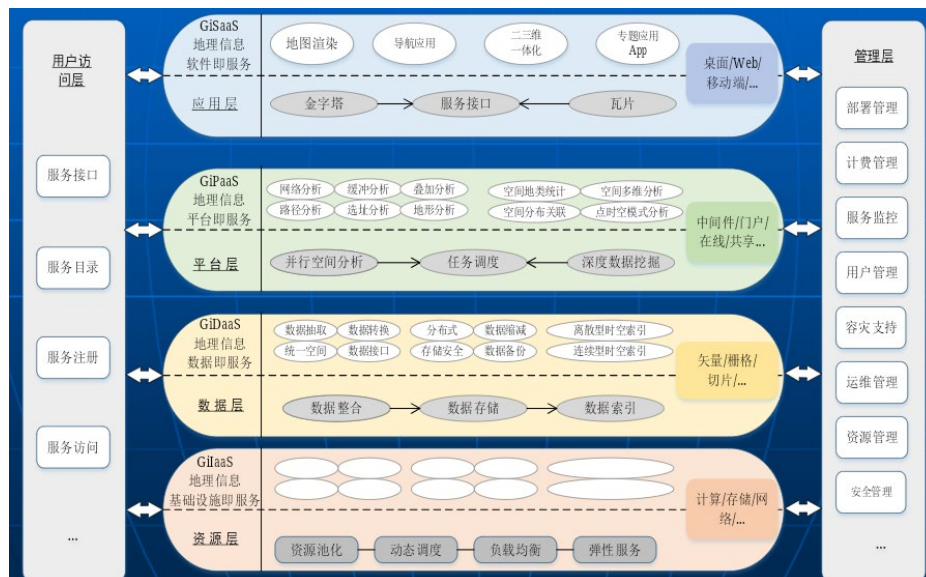 用户访
问层
服务接口
服务目录
服务注册
服务访问
...
GiSaaS
地理信息
软件即服务
应用层
地图渲染
导航应用
二三维
一体化
专题应用
App
金字塔
服务接口
瓦片
桌面/Web/
移动端/...
GiPaaS
地理信息
平台即服务
平台层
网络分析
缓冲分析
叠加分析
空间地类统计
空间多维分析
路径分析
选址分析
地形分析
空间分布关联
点时空模式分析
并行空间分析
任务调度
深度数据挖掘
中间件/门户/
在线/共享...
GiDaaS
地理信息
数据即服务
数据层
数据抽取
数据转换
分布式
数据缩减
离散型时空索引
统一空间
数据接口
存储安全
数据备份
连续型时空索引
数据整合
数据存储
数据索引
矢量/栅格/
切片/...
GiIaaS
地理信息
基础设施即服务
资源层
资源池化
动态调度
负载均衡
弹性服务
计算/存储/网
络/...
管理层
部署管理
计费管理
服务监控
用户管理
容灾支持
运维管理
资源管理
安全管理
...